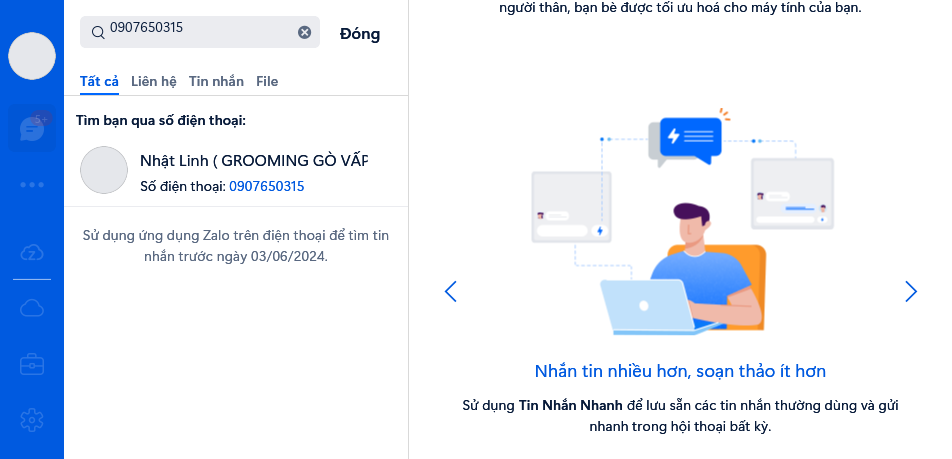 0907650315
Đóng
5+
Tất cả
Liên hệ
Tin nhắn
File
Tìm bạn qua số điện thoại:
Nhật Linh ( GROOMING GÒ VẤP
Số điện thoại: 0907650315
Sử dụng ứng dụng Zalo trên điện thoại để tìm tin
nhắn trước ngày 03/06/2024.
người thân, bạn bè được tối ưu hoá cho máy tính của bạn.
Nhắn tin nhiều hơn, soạn thảo ít hơn
Sử dụng Tin Nhắn Nhanh để lưu sẵn các tin nhắn thường dùng và gửi
nhanh trong hội thoại bất kỳ.